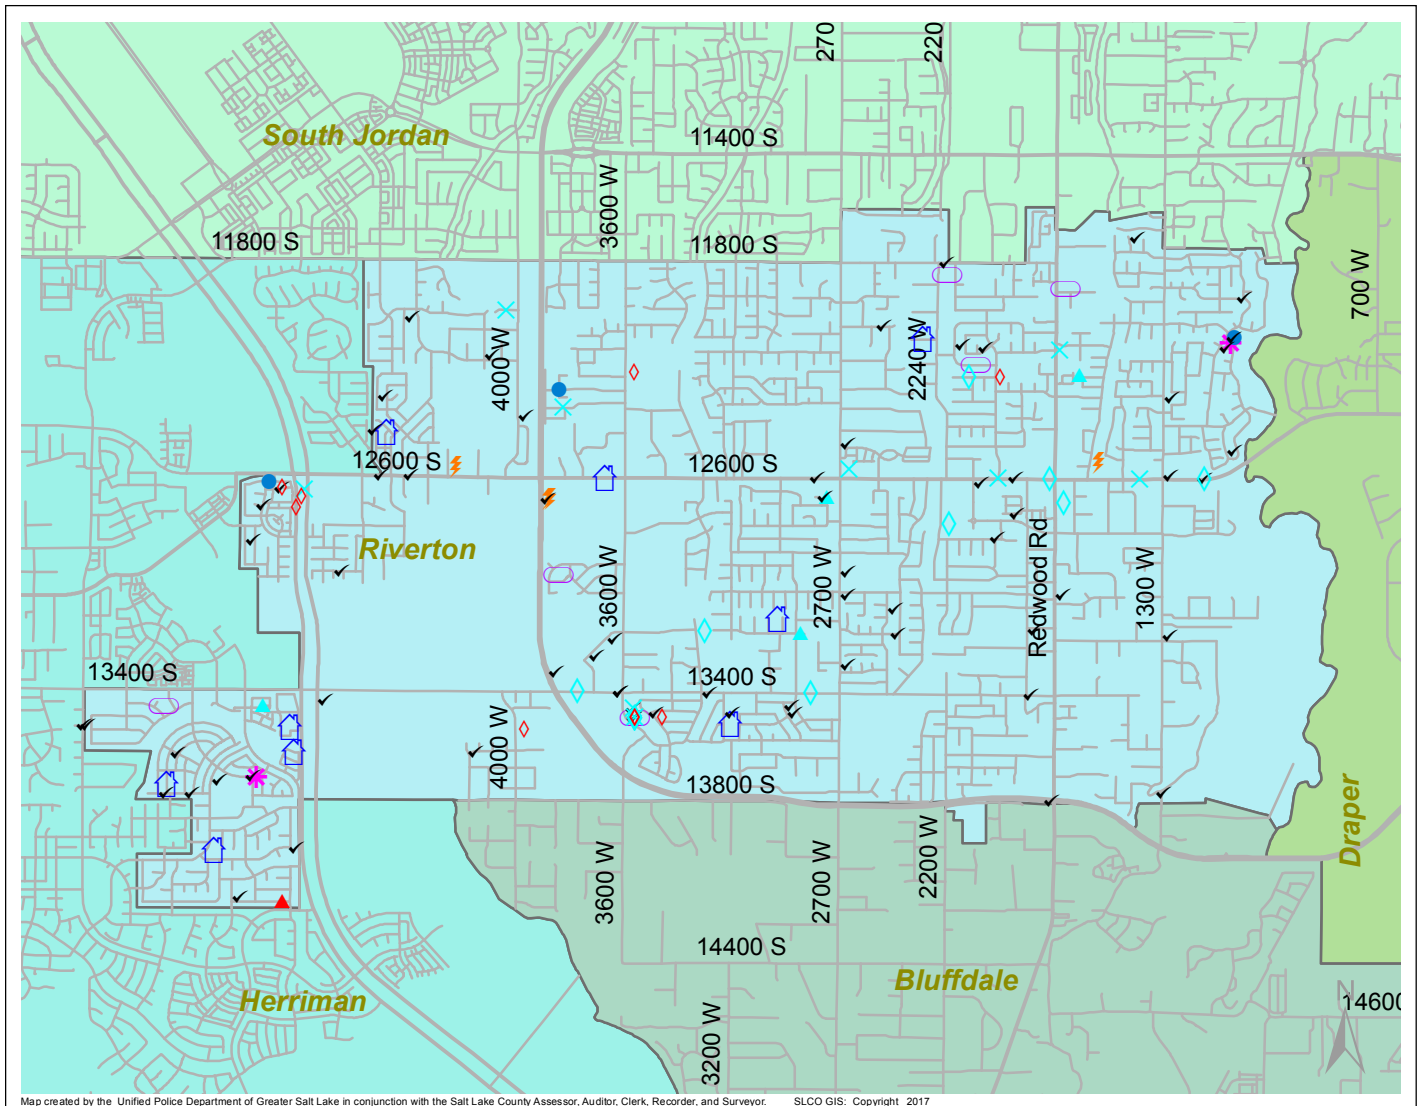 270
220
South Jordan
11400 S
3600 W
11800 S
11800 S
700 W
4000 W
2240 W
12600 S
12600 S
Riverton
3600 W
2700 W
Redwood Rd
1300 W
13400 S
13400 S
4000 W
13800 S
Draper
3600 W
2700 W
2200 W
14400 S
Bluffdale
Herriman
14600
3200 W
Map created by the Unified Police Department of Greater Salt Lake in conjunction with the Salt Lake County Assessor, Auditor, Clerk, Recorder, and Surveyor. SLCO GIS: Copyright 2017